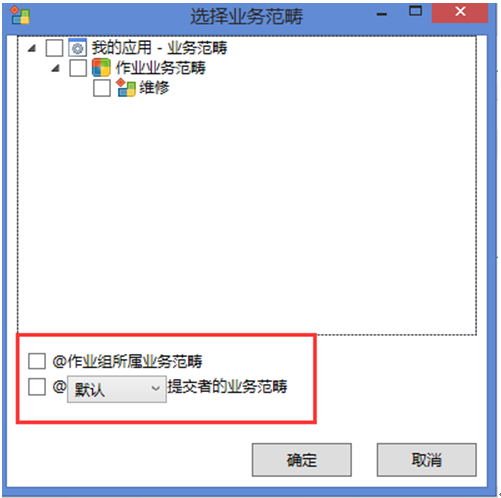 选择业务范畴
我的应用 - 业务范畴
作业业务范畴
维修
@作业组所属业务范畴
@ 默认 提交者的业务范畴
确定 取消